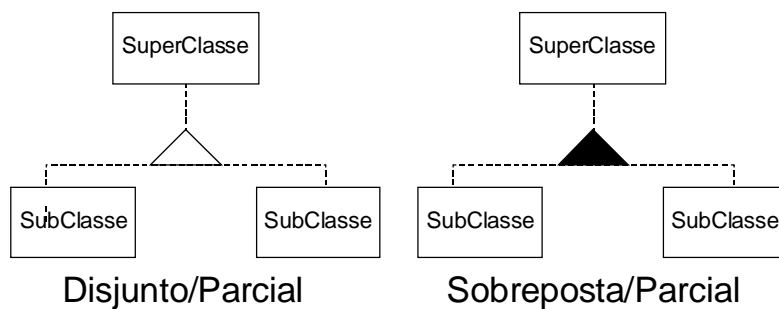 SuperClasse
SuperClasse
SubClasse
SubClasse
SubClasse
SubClasse
Disjunto/Parcial
Sobreposta/Parcial